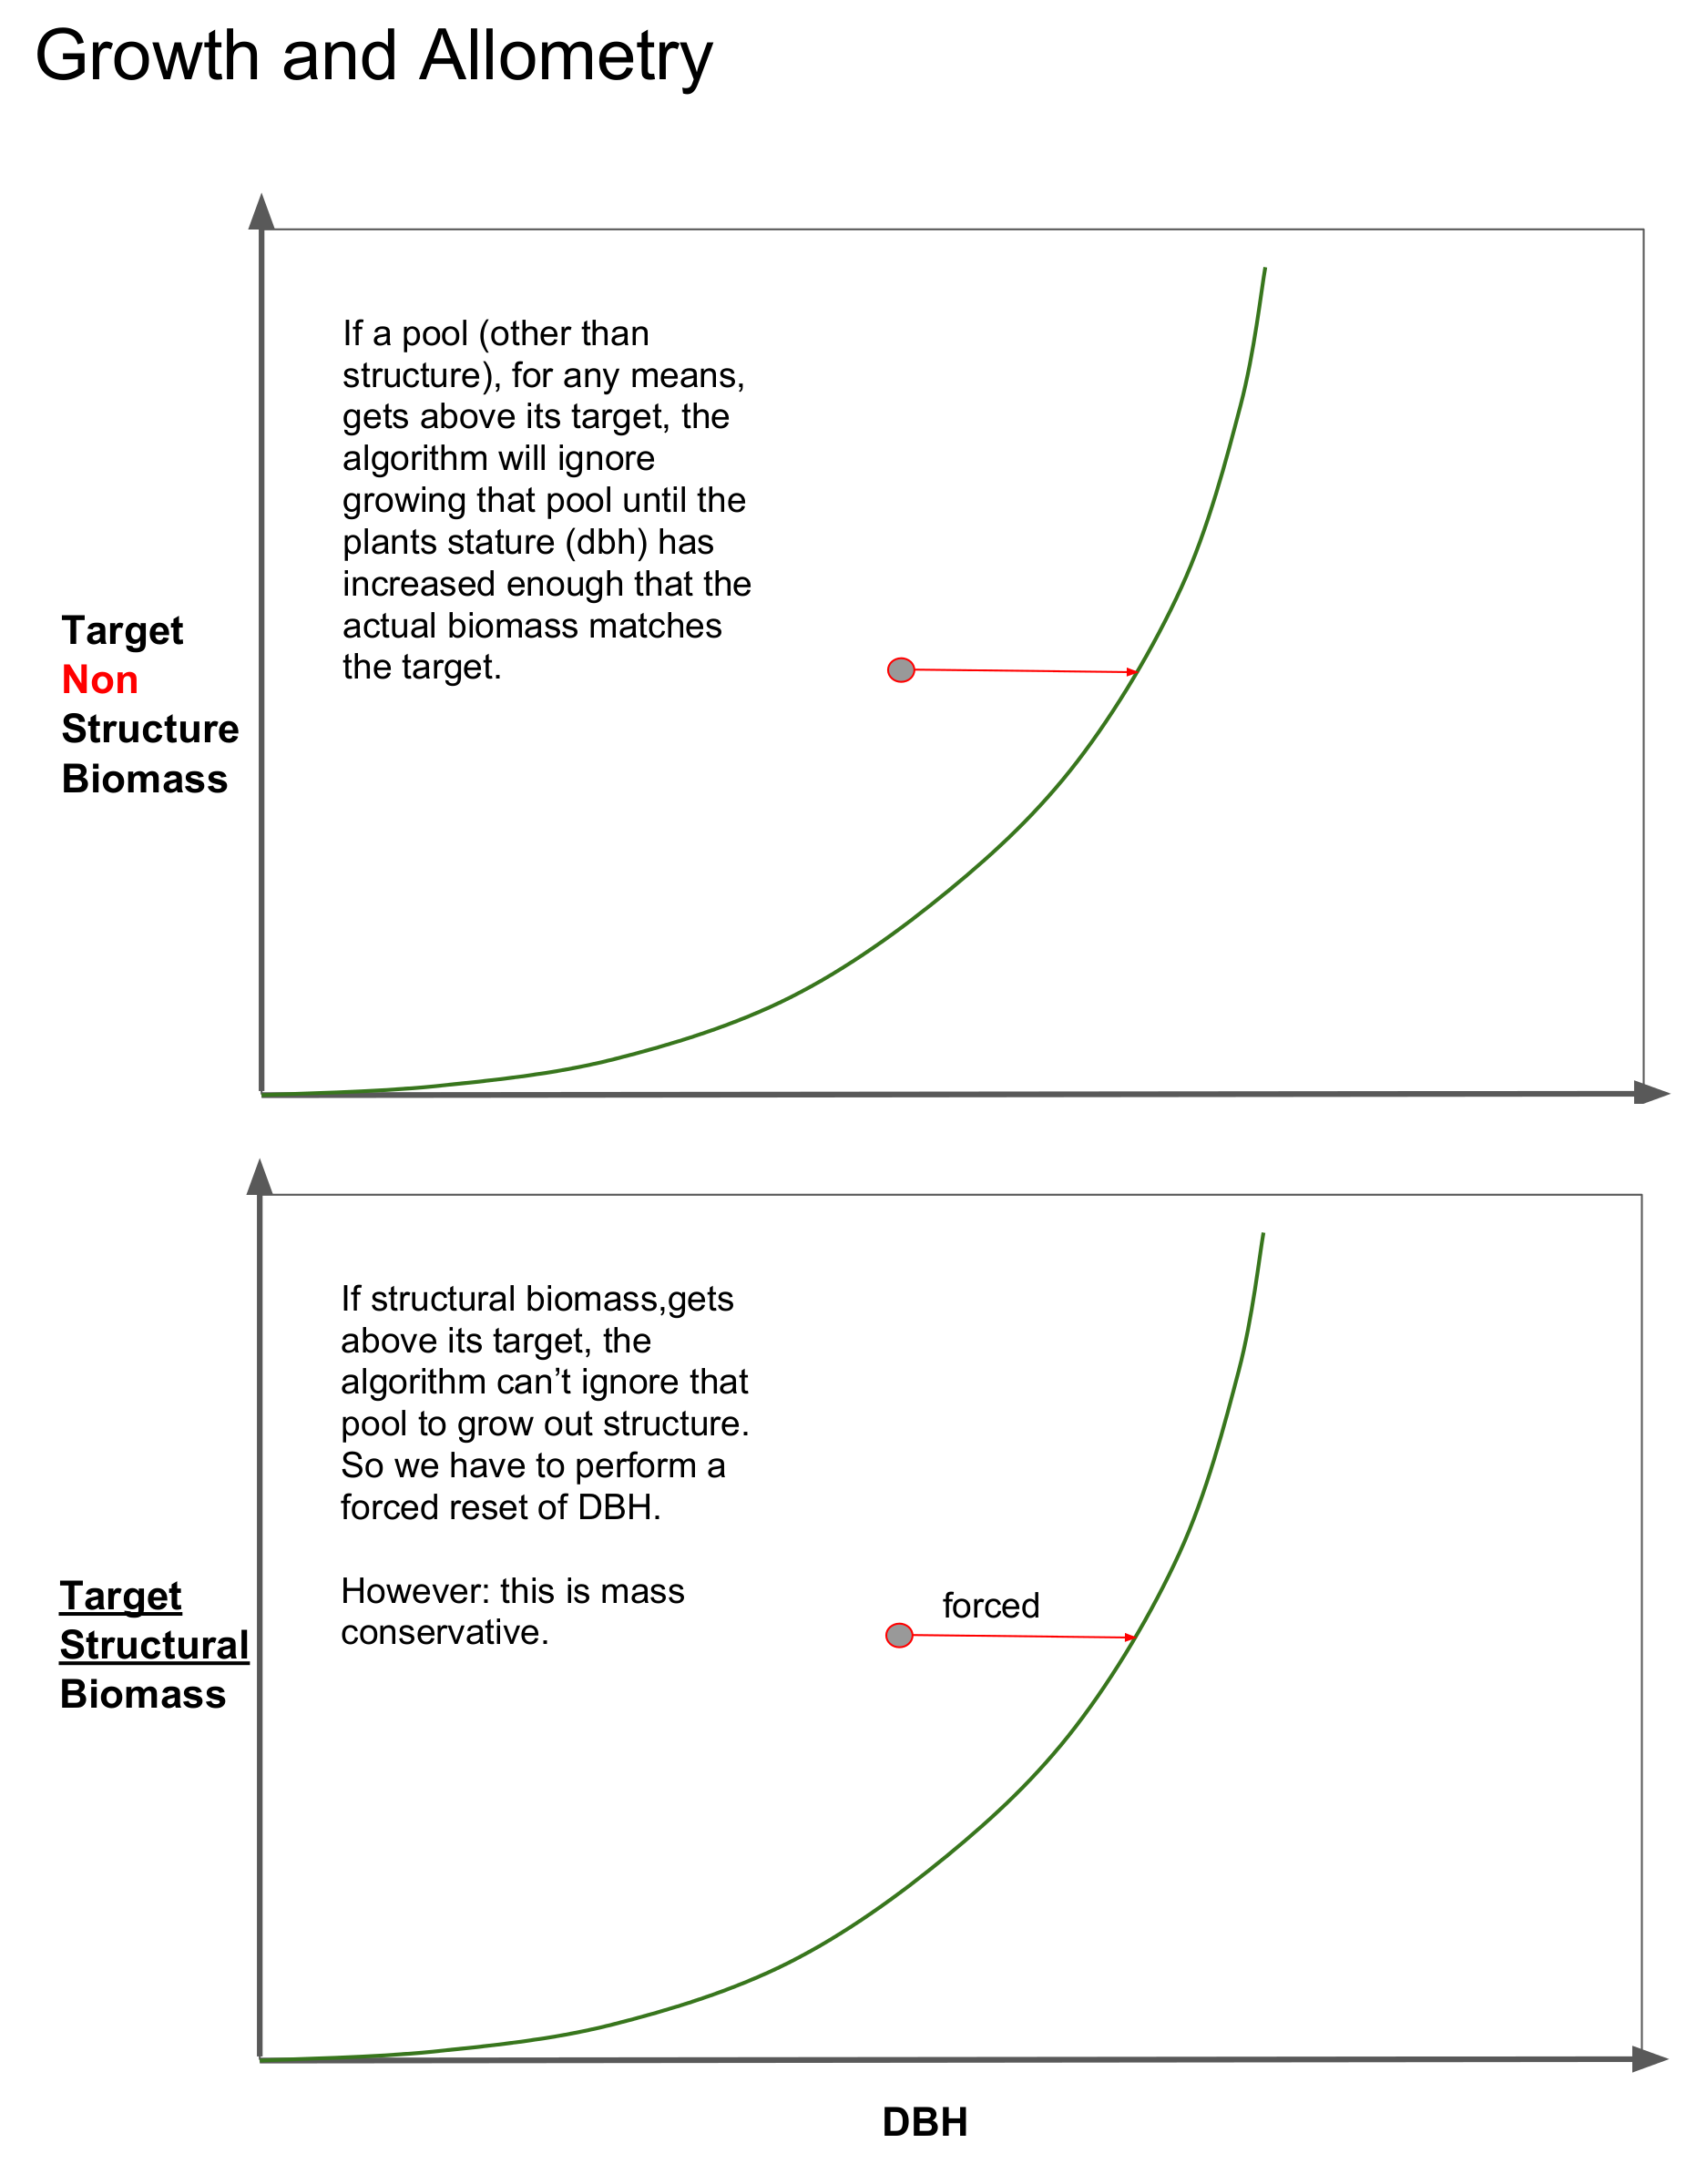 Growth and Allometry
If a pool (other than
structure), for any means,
gets above its target, the
algorithm will ignore
growing that pool until the
plants stature (dbh) has
increased enough that the
actual biomass matches
the target.
Target
Non
Structure
Biomass
If structural biomass,gets
above its target, the
algorithm can’t ignore that
pool to grow out structure.
So we have to perform a
forced reset of DBH.
However: this is mass
conservative.
forced
Target
Structural
Biomass
DBH